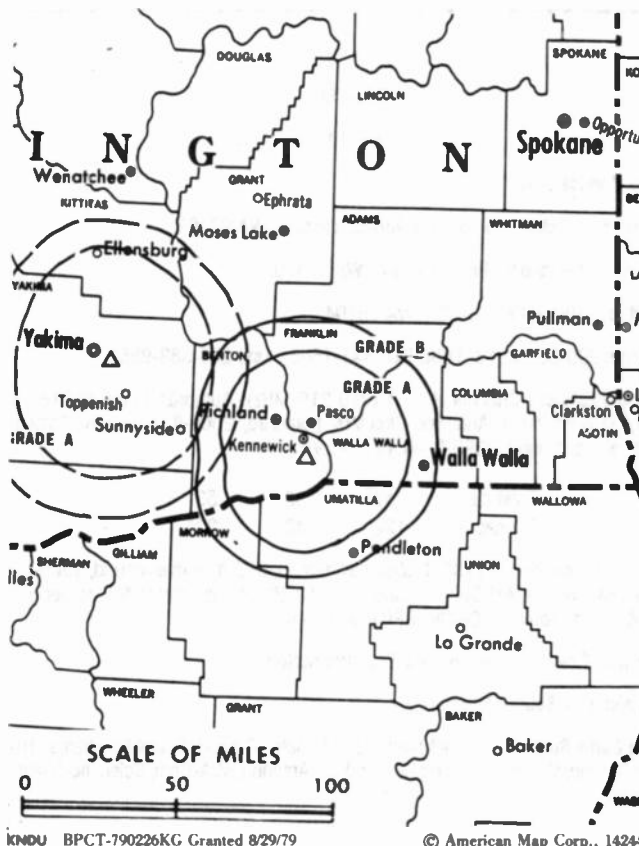 DOUGLAS
SPOKANE
LINCOLN
Spokane
I N G T O N
Wenatchee
GRANT
KITTITAS
Ephrata
ADAMS
WHITMAN
Moses Lake
Ellensburg
YAKIMA
Pullman
FRANKLIN
GRADE B
GARFIELD
Yakima
BENTON
GRADE A
COLUMBIA
Toppenish
Richland
Pasco
Clarkston
ASOTIN
GRADE A
Sunnyside
Kennewick
WALLA WALLA
Walla Walla
UMATILLA
WALLOWA
MORROW
GILLIAM
SHERMAN
Pendleton
UNION
lles
La Grande
WHEELER
GRANT
BAKER
SCALE OF MILES
Baker
0 50 100
KNDU BPCT-790226KG Granted 8/29/79
© American Map Corp., 1424